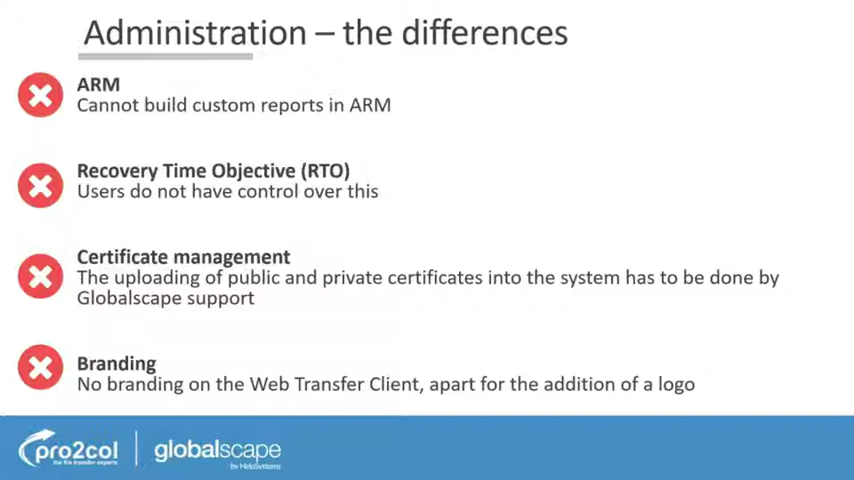 Administration – the differences
ARM
Cannot build custom reports in ARM
Recovery Time Objective (RTO)
Users do not have control over this
Certificate management
The uploading of public and private certificates into the system has to be done by
Globalscape support
Branding
No branding on the Web Transfer Client, apart for the addition of a logo
pro2col
the file transfer experts
globalscape
by HelpSystems